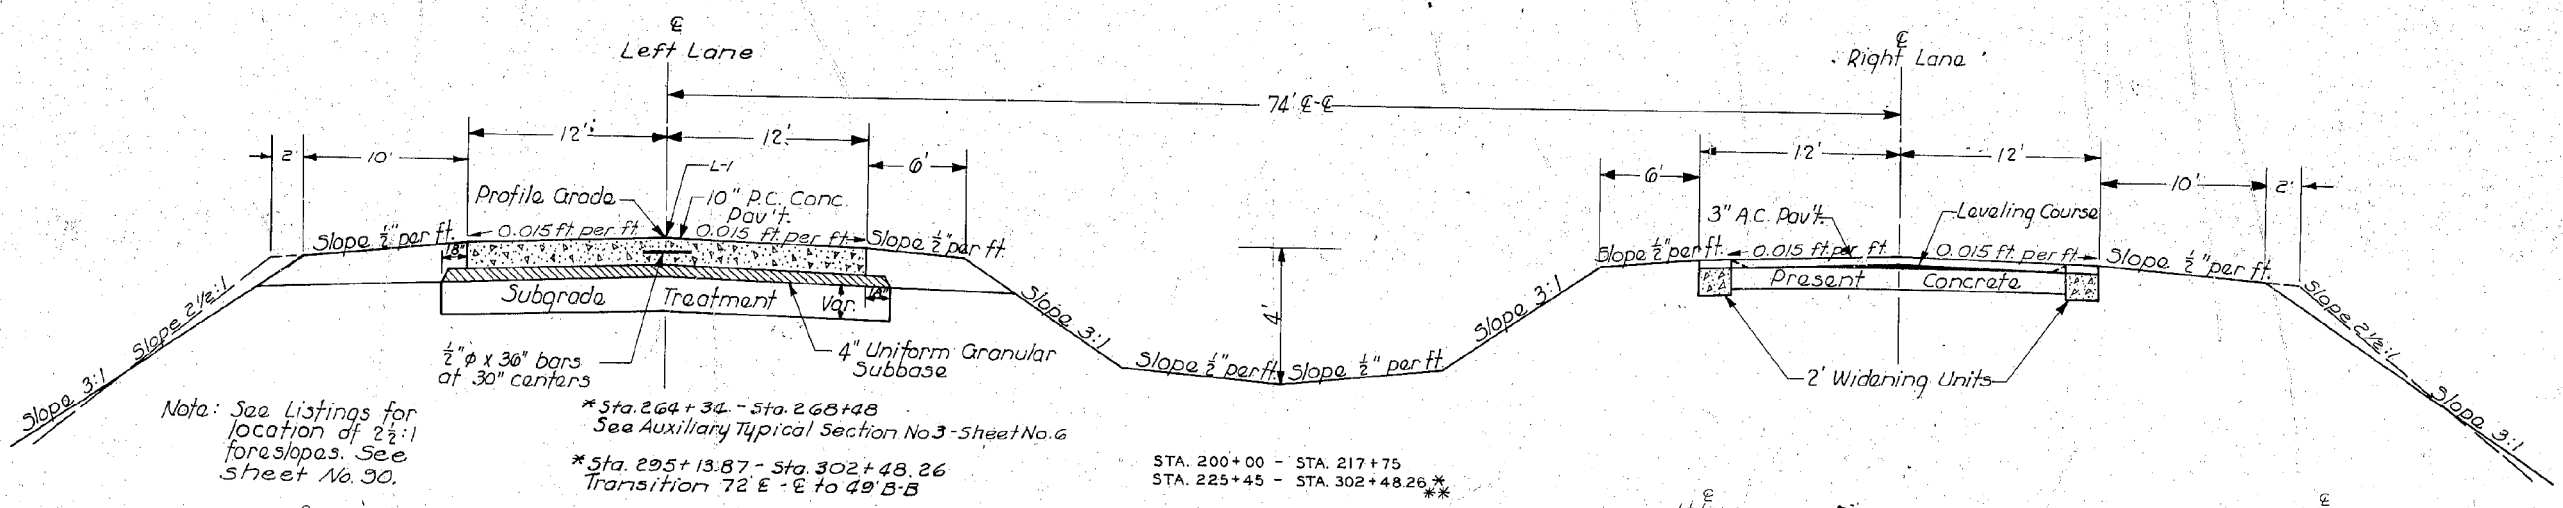 ℄
Left Lane
℄
Right Lane
74' ℄-℄
12'
12'
12'
12'
2'
10'
6'
6'
10'
2'
L-1
Profile Grade
10" P.C. Conc.
Pav't.
3" A.C. Pav't.
Leveling Course
Slope ½" per ft.
0.015 ft. per ft.
0.015 ft. per ft.
Slope ½" per ft.
Slope ½" per ft.
0.015 ft. per ft.
0.015 ft. per ft.
Slope ½" per ft.
18"
Subgrade Treatment
Var.
18"
Present Concrete
Slope 2½:1
Slope 3:1
Slope 3:1
4'
Slope 3:1
Slope 2½:1
Slope 3:1
Slope ½" per ft.
Slope ½" per ft.
½" ϕ x 36" bars
at 30" centers
4" Uniform Granular
Subbase
2' Widening Units
Note: See Listings for
location of 2½:1
foreslopes. See
sheet No. 90.
*Sta. 264+34 - Sta. 268+48
See Auxiliary Typical Section No 3 - Sheet No. 6
*Sta. 295+13.87 - Sta. 302+48.26
Transition 72' ℄ - ℄ to 49' B-B
STA. 200+00 - STA. 217+75
STA. 225+45 - STA. 302+48.26 *
**
℄
℄